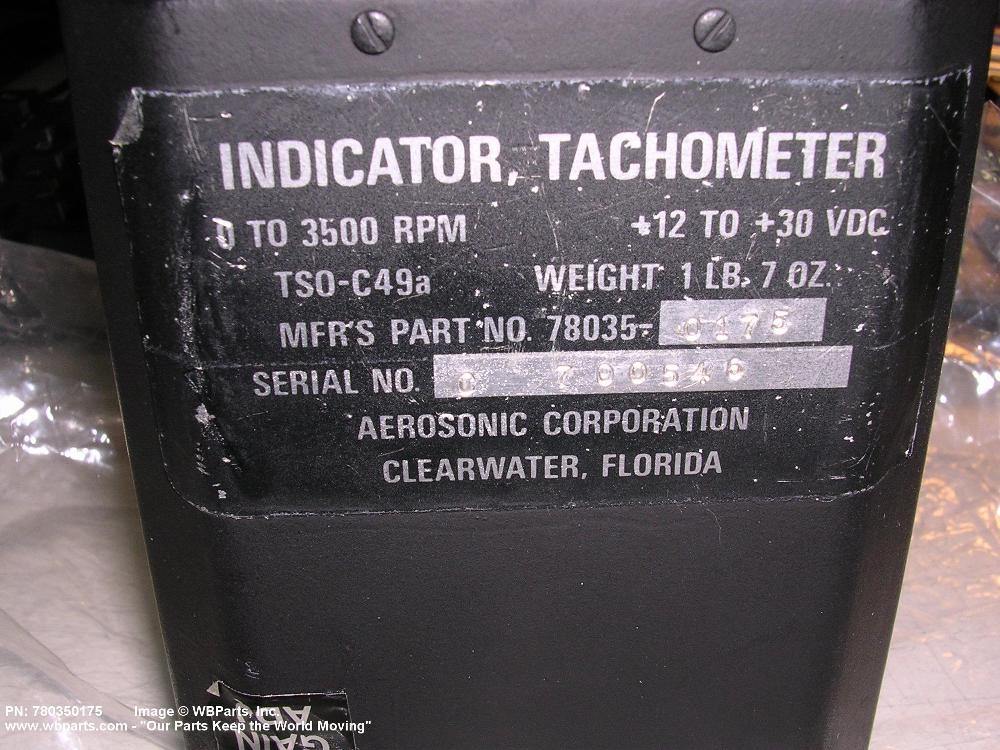 INDICATOR, TACHOMETER
0 TO 3500 RPM +12 TO +30 VDC
TSO-C49a WEIGHT 1 LB. 7 OZ.
MFR'S PART NO. 78035-0175
SERIAL NO.
AEROSONIC CORPORATION
CLEARWATER, FLORIDA
GAIN
ADJ
PN: 780350175 Image © WBParts, Inc.
www.wbparts.com - "Our Parts Keep the World Moving"